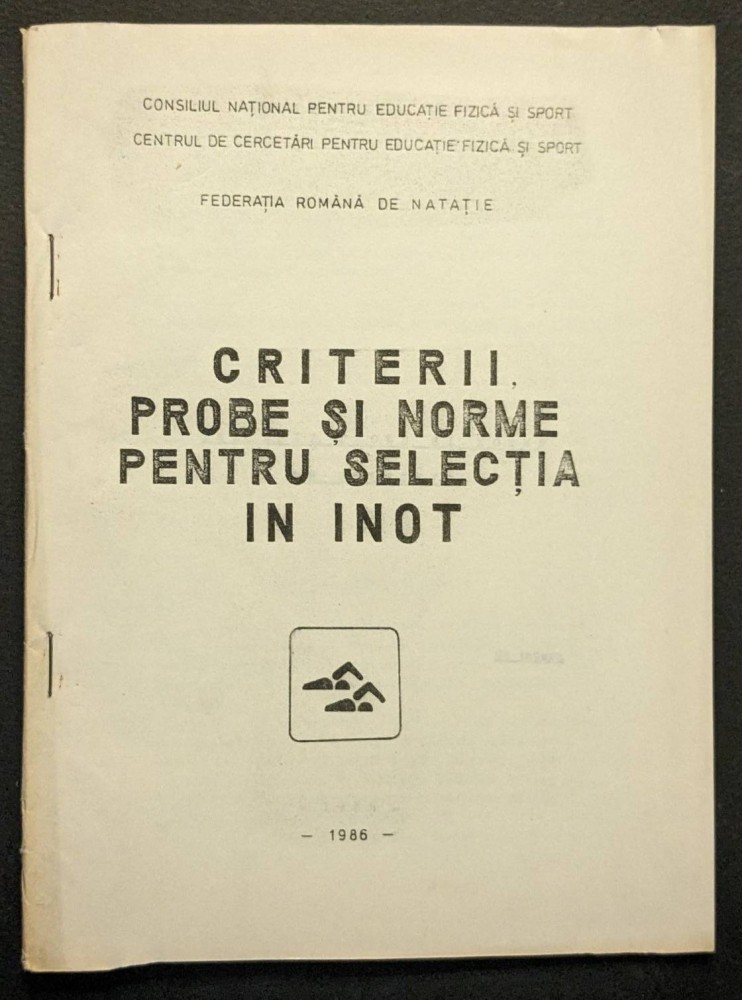 CONSILIUL NAȚIONAL PENTRU EDUCAȚIE FIZICĂ ȘI SPORT
CENTRUL DE CERCETĂRI PENTRU EDUCAȚIE FIZICĂ ȘI SPORT
FEDERAȚIA ROMÂNĂ DE NATAȚIE
CRITERII,
PROBE ȘI NORME
PENTRU SELECȚIA
IN INOT
– 1986 –